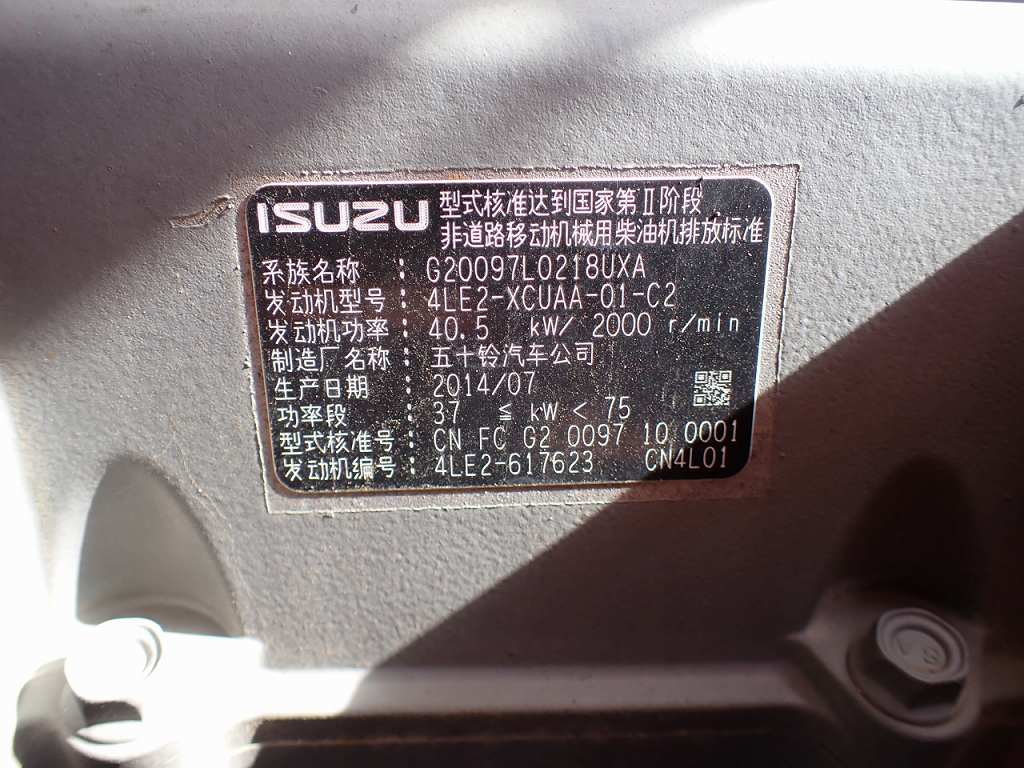 ISUZU 型式核准达到国家第Ⅱ阶段
非道路移动机械用柴油机排放标准
系族名称 : G20097L0218UXA
发动机型号 : 4LE2-XCUAA-01-C2
发动机功率 : 40.5 kW/ 2000 r/min
制造厂名称 : 五十铃汽车公司
生产日期 : 2014/07
功率段 : 37 ≦ kW < 75
型式核准号 : CN FC G2 0097 10 0001
发动机编号 : 4LE2-617623 CN4L01